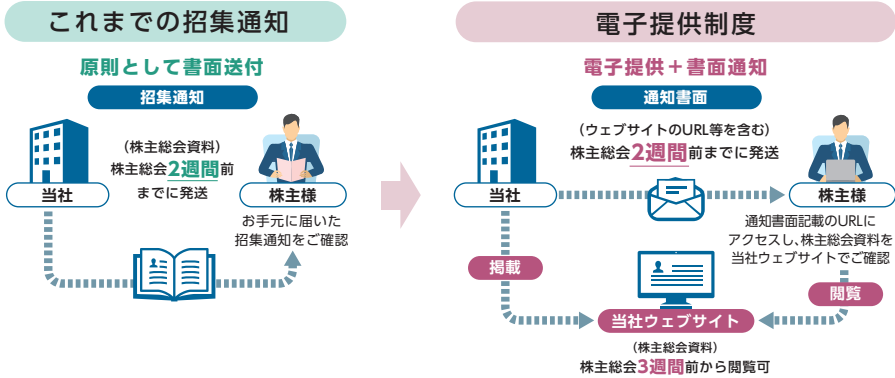 これまでの招集通知
原則として書面送付
招集通知
(株主総会資料)
株主総会2週間前
までに発送
当社
株主様
お手元に届いた
招集通知をご確認
電子提供制度
電子提供+書面通知
通知書面
(ウェブサイトのURL等を含む)
株主総会2週間前までに発送
当社
株主様
通知書面記載のURLに
アクセスし、株主総会資料を
当社ウェブサイトでご確認
掲載
閲覧
当社ウェブサイト
(株主総会資料)
株主総会3週間前から閲覧可